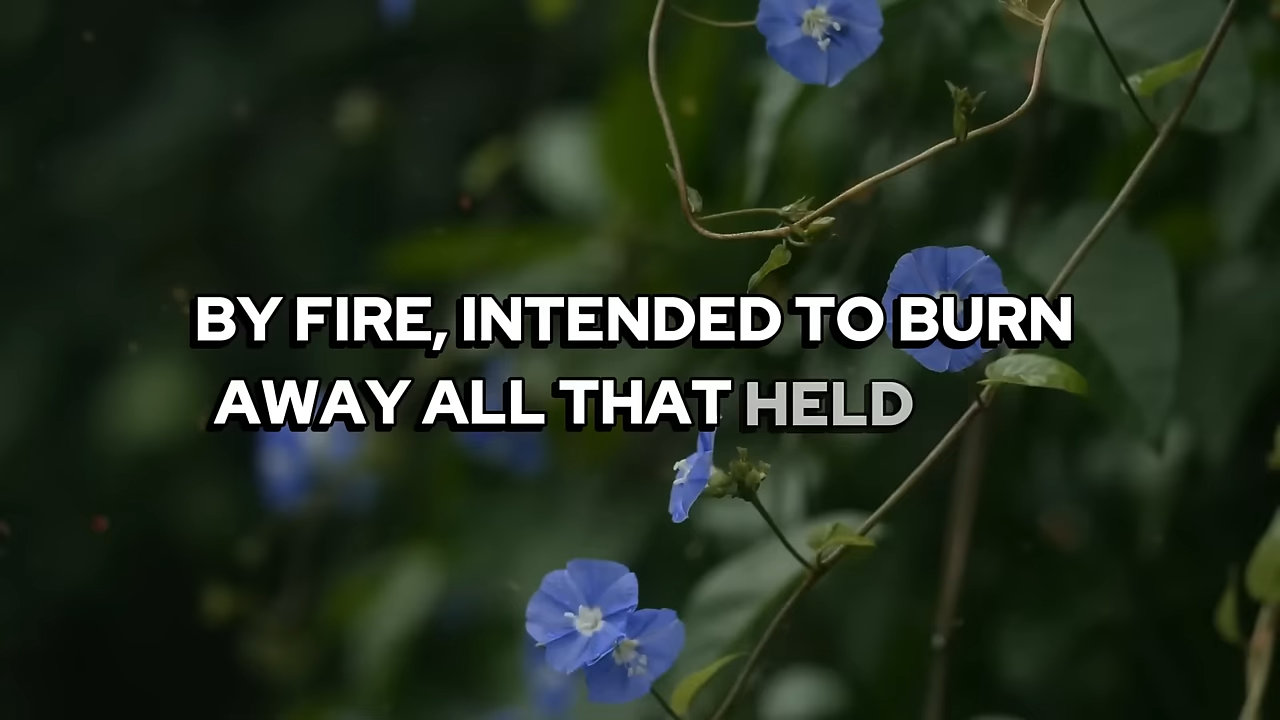 BY FIRE, INTENDED TO BURN
AWAY ALL THAT HELD